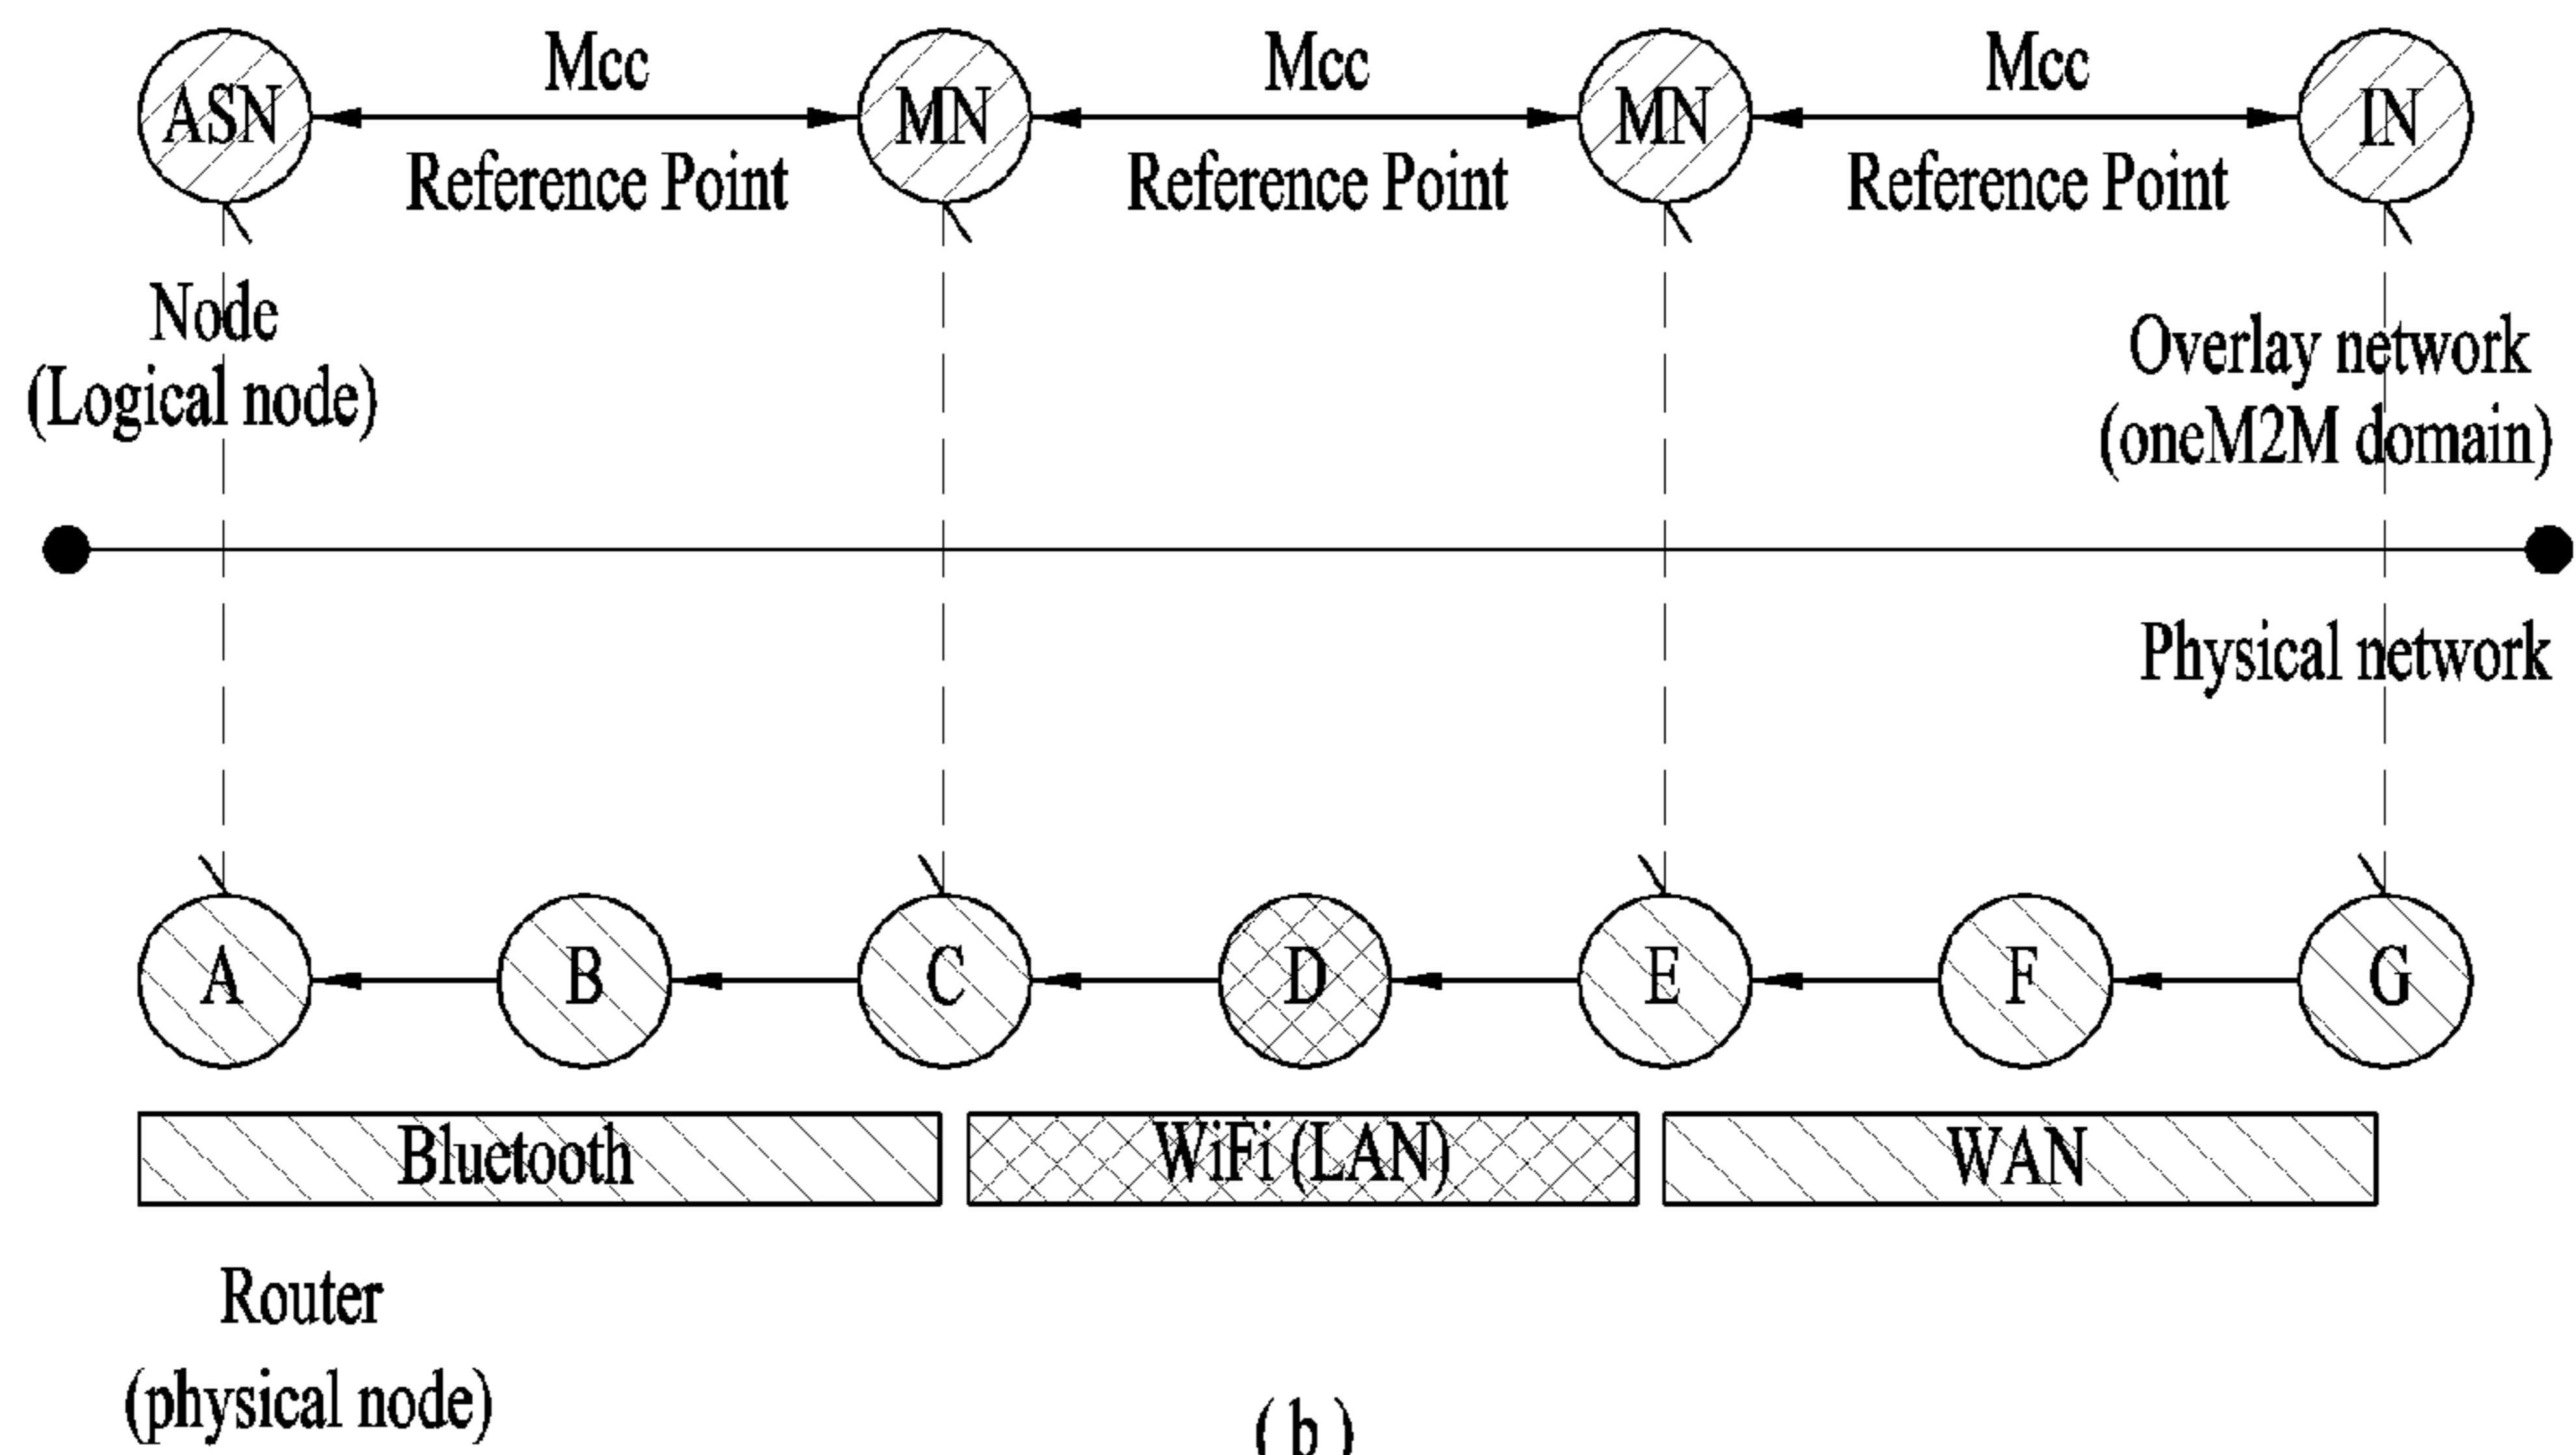 Mcc
Mcc
Mcc
ASN
MN
MN
IN
Reference Point
Reference Point
Reference Point
Node
(Logical node)
Overlay network
(oneM2M domain)
Physical network
A
B
C
D
E
F
G
Bluetooth
WiFi (LAN)
WAN
Router
(physical node)
( b )